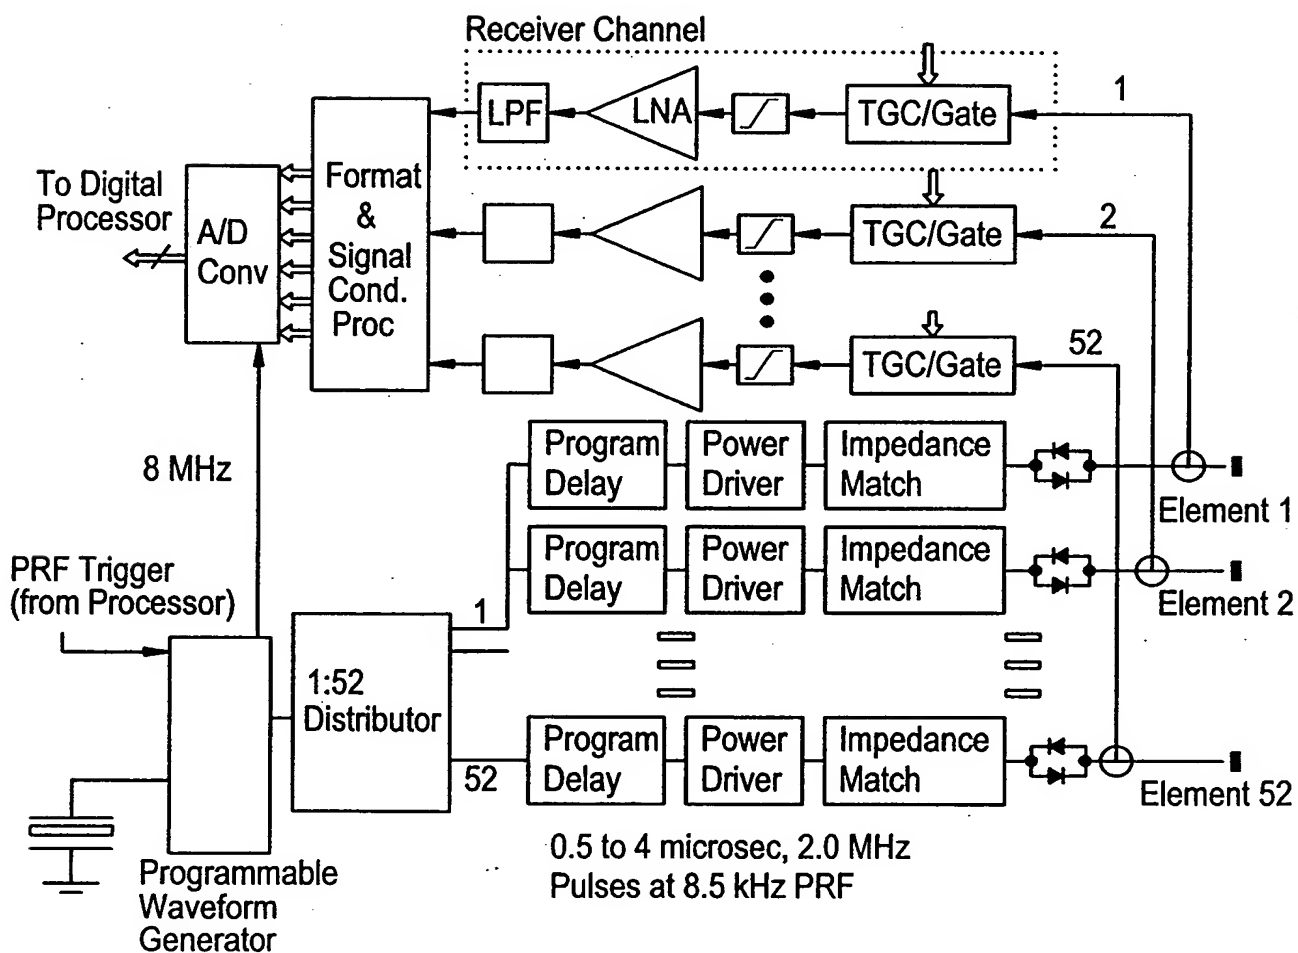 Receiver Channel
LPF
LNA
TGC/Gate
1
To Digital
Processor
A/D
Conv
Format
&
Signal
Cond.
Proc
TGC/Gate
2
TGC/Gate
52
8 MHz
Program
Delay
Power
Driver
Impedance
Match
Element 1
Program
Delay
Power
Driver
Impedance
Match
Element 2
PRF Trigger
(from Processor)
1
1:52
Distributor
52
Program
Delay
Power
Driver
Impedance
Match
Element 52
0.5 to 4 microsec, 2.0 MHz
Pulses at 8.5 kHz PRF
Programmable
Waveform
Generator